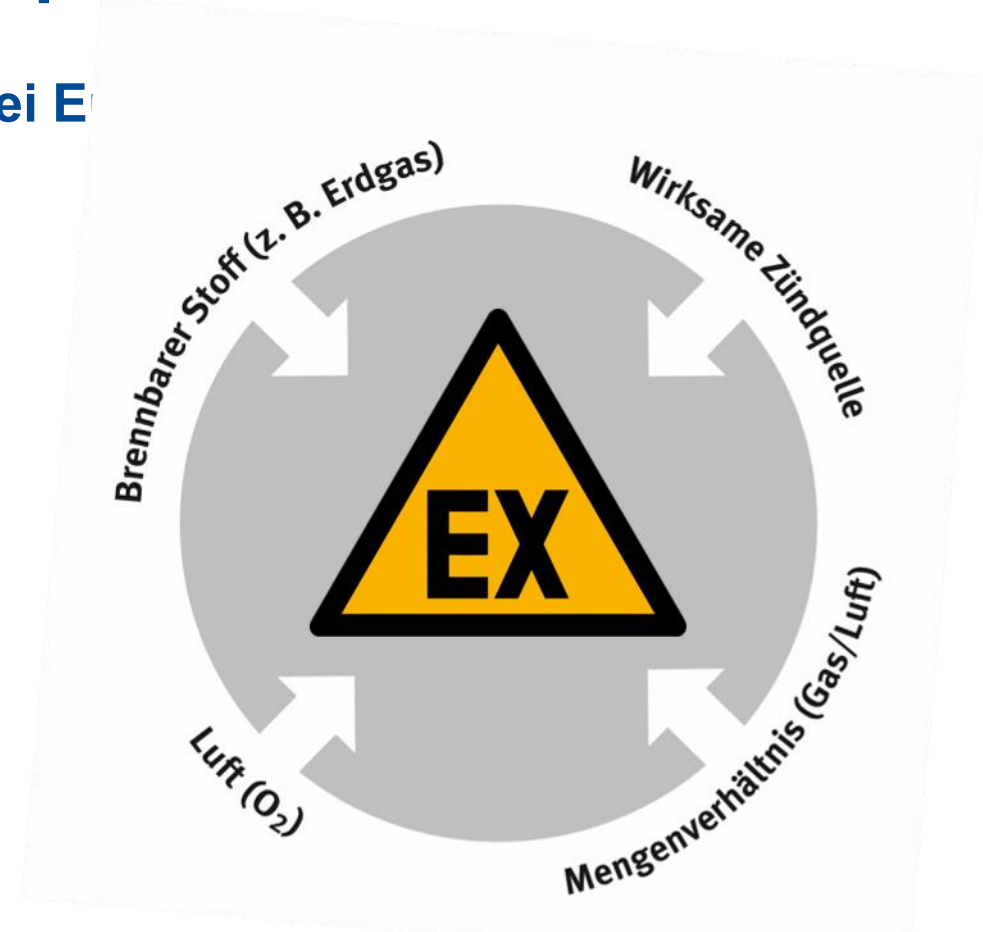 ei E
Brennbarer Stoff (z. B. Erdgas)
Wirksame Zündquelle
EX
Luft (O₂)
Mengenverhältnis (Gas/Luft)